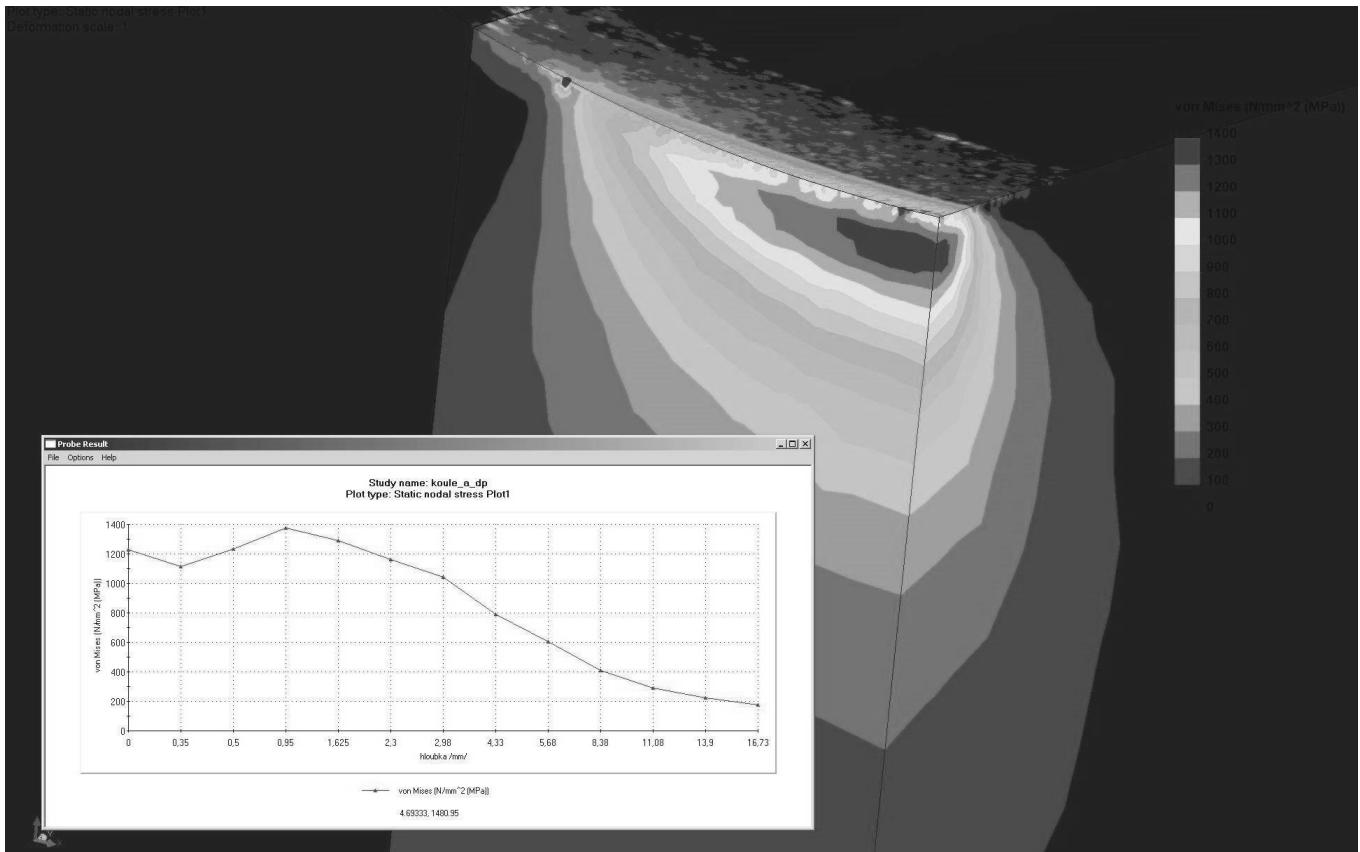 Plot type: Static nodal stress Plot1
Deformation scale: 1
von Mises (N/mm^2 (MPa))
1400
1300
1200
1100
1000
900
800
700
600
500
400
300
200
100
0
Probe Result
File Options Help
Study name: koule_a_dp
Plot type: Static nodal stress Plot1
von Mises (N/mm^2 (MPa))
1400
1200
1000
800
600
400
200
0
0 0,35 0,5 0,95 1,625 2,3 2,98 4,33 5,68 8,38 11,08 13,9 16,73
hloubka /mm/
von Mises (N/mm^2 (MPa))
4.69333, 1480.95